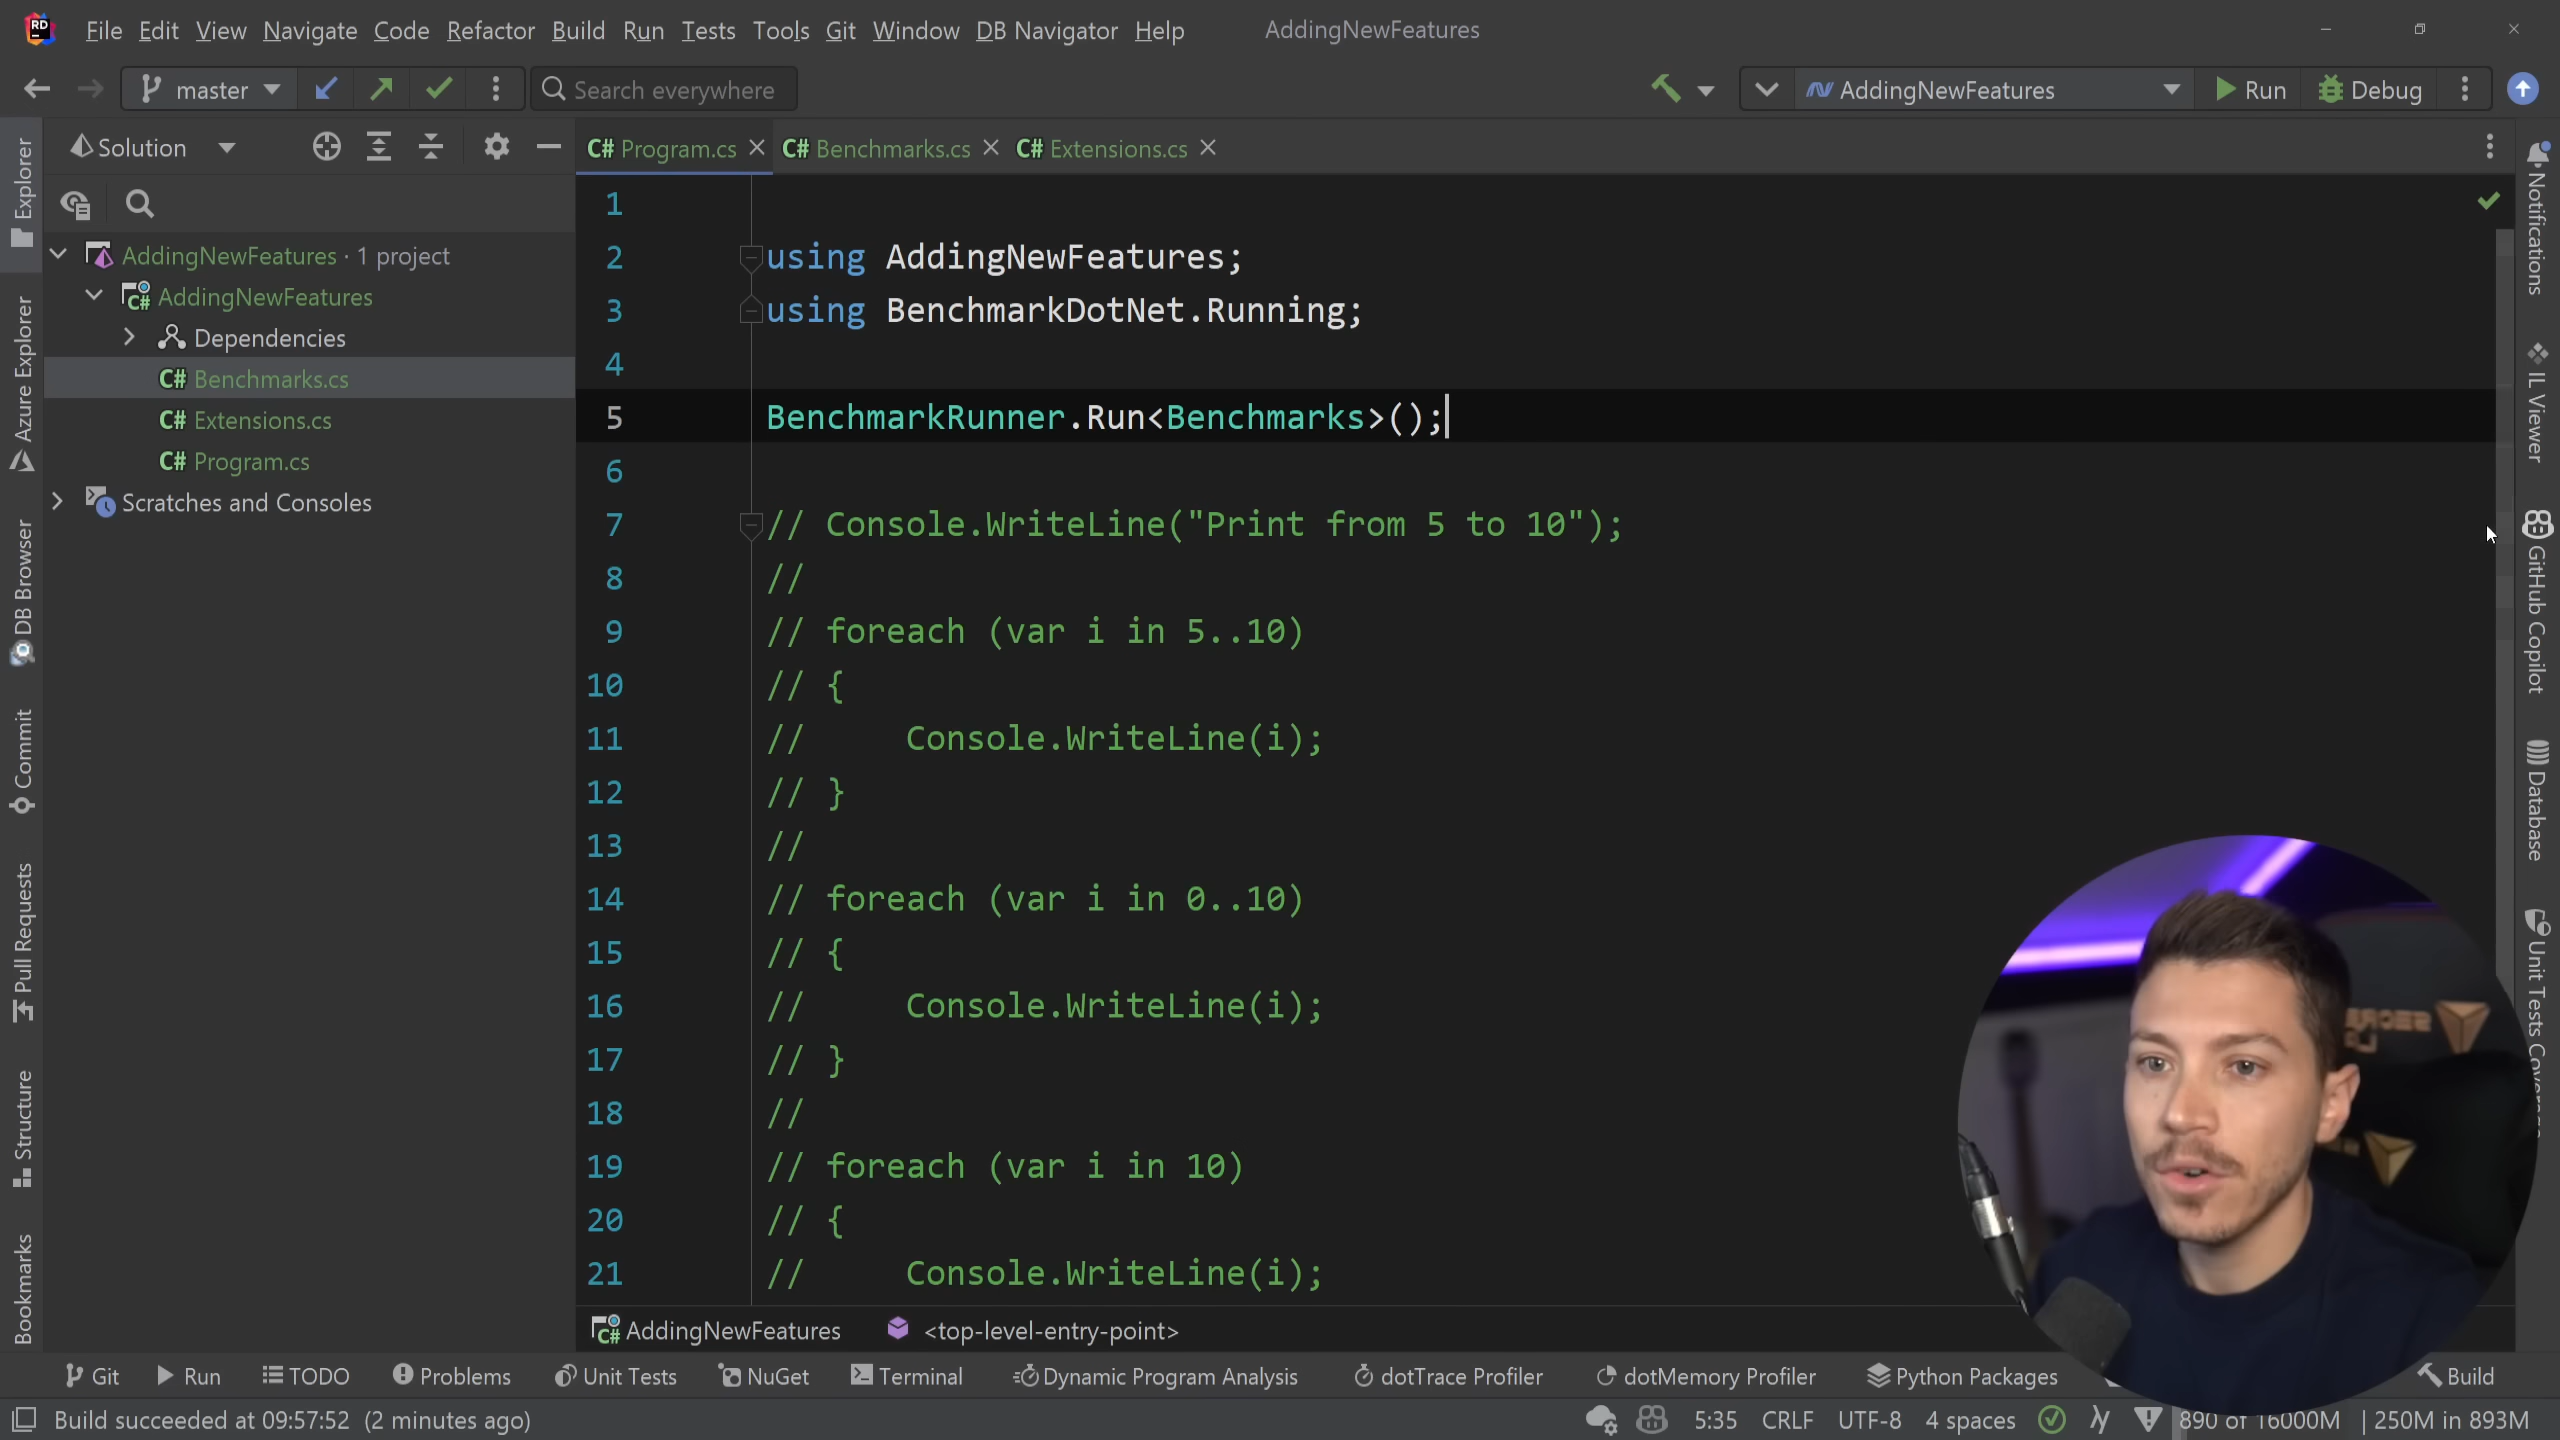 File Edit View Navigate Code Refactor Build Run Tests Tools Git Window DB Navigator Help AddingNewFeatures
master Search everywhere AddingNewFeatures Run Debug
Solution
Program.cs Benchmarks.cs Extensions.cs
AddingNewFeatures · 1 project
AddingNewFeatures
Dependencies
C# Benchmarks.cs
C# Extensions.cs
C# Program.cs
Scratches and Consoles
Explorer
Azure Explorer
DB Browser
Commit
Pull Requests
Structure
Bookmarks
1
2 using AddingNewFeatures;
3 using BenchmarkDotNet.Running;
4
5 BenchmarkRunner.Run<Benchmarks>();
6
7 // Console.WriteLine("Print from 5 to 10");
8 //
9 // foreach (var i in 5..10)
10 // {
11 //     Console.WriteLine(i);
12 // }
13 //
14 // foreach (var i in 0..10)
15 // {
16 //     Console.WriteLine(i);
17 // }
18 //
19 // foreach (var i in 10)
20 // {
21 //     Console.WriteLine(i);
Notifications
IL Viewer
GitHub Copilot
Database
Unit Tests Coverage
AddingNewFeatures <top-level-entry-point>
Git Run TODO Problems Unit Tests NuGet Terminal Dynamic Program Analysis dotTrace Profiler dotMemory Profiler Python Packages Build
Build succeeded at 09:57:52 (2 minutes ago) 5:35 CRLF UTF-8 4 spaces 890 of 16000M 250M in 893M